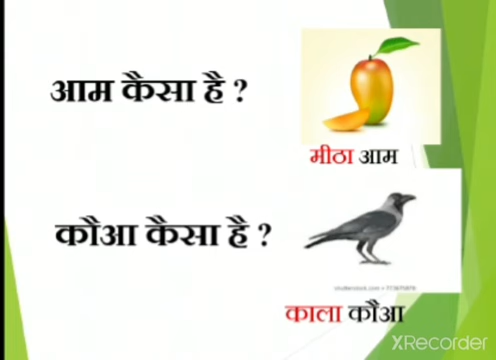 आम कैसा है ?
मीठा आम
कौआ कैसा है ?
काला कौआ
XRecorder